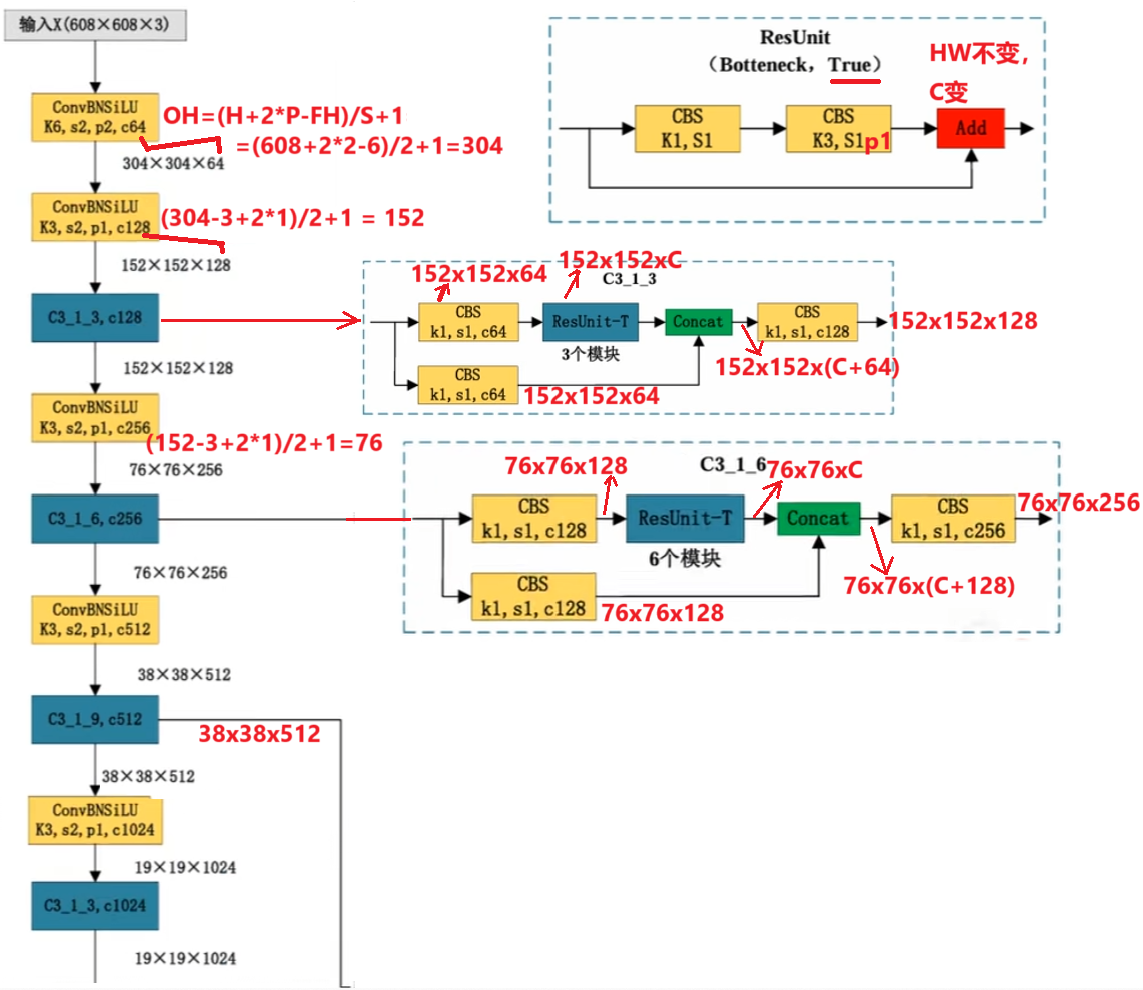 输入X(608×608×3)
ConvBNSiLU
K6, s2, p2, c64
OH=(H+2*P-FH)/S+1
=(608+2*2-6)/2+1=304
304×304×64
ConvBNSiLU
K3, s2, p1, c128
(304-3+2*1)/2+1 = 152
152×152×128
C3_1_3, c128
152×152×128
ConvBNSiLU
K3, s2, p1, c256
(152-3+2*1)/2+1=76
76×76×256
C3_1_6, c256
76×76×256
ConvBNSiLU
K3, s2, p1, c512
38×38×512
C3_1_9, c512
38x38x512
38×38×512
ConvBNSiLU
K3, s2, p1, c1024
19×19×1024
C3_1_3, c1024
19×19×1024
ResUnit
（Botteneck，True）
HW不变，
C变
CBS
K1, S1
CBS
K3, S1p1
Add
152x152x64
152x152xC
C3_1_3
CBS
k1, s1, c64
ResUnit-T
3个模块
Concat
CBS
k1, s1, c128
152x152x128
152x152x(C+64)
CBS
k1, s1, c64
152x152x64
76x76x128
C3_1_6
76x76xC
CBS
k1, s1, c128
ResUnit-T
6个模块
Concat
CBS
k1, s1, c256
76x76x256
76x76x(C+128)
CBS
k1, s1, c128
76x76x128